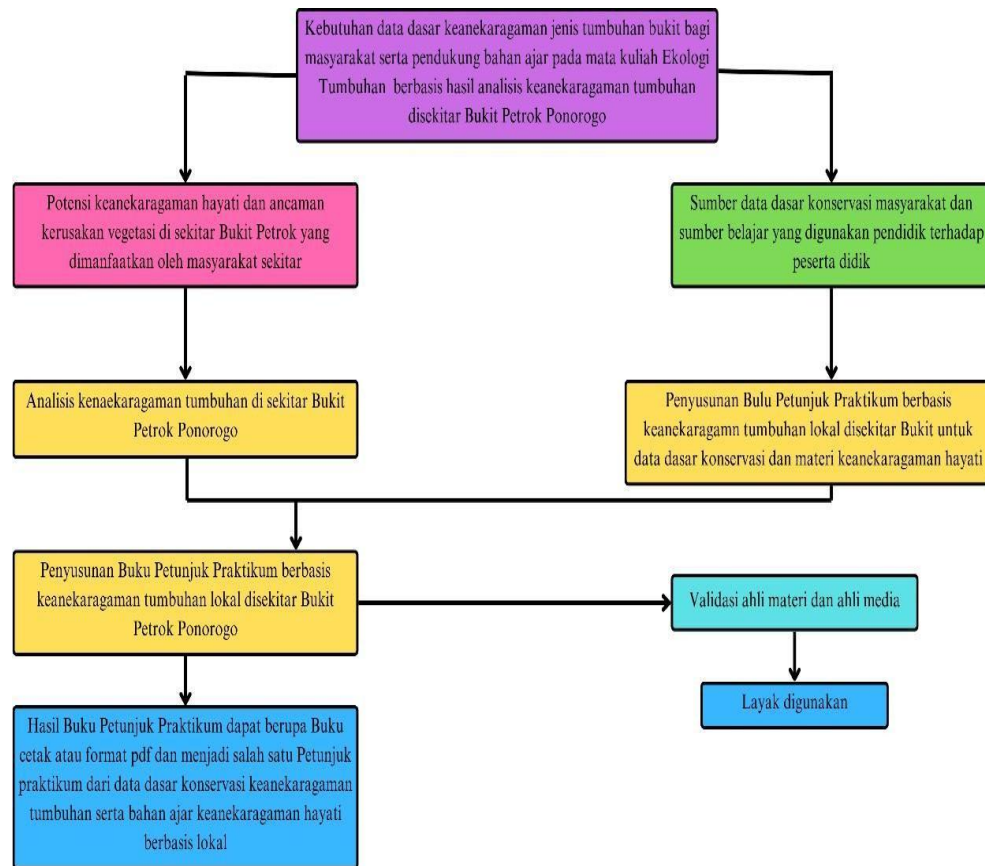 Kebutuhan data dasar keanekaragaman jenis tumbuhan bukit bagi
masyarakat serta pendukung bahan ajar pada mata kuliah Ekologi
Tumbuhan berbasis hasil analisis keanekaragaman tumbuhan
disekitar Bukit Petrok Ponorogo
Potensi keanekaragaman hayati dan ancaman
kerusakan vegetasi di sekitar Bukit Petrok yang
dimanfaatkan oleh masyarakat sekitar
Sumber data dasar konservasi masyarakat dan
sumber belajar yang digunakan pendidik terhadap
peserta didik
Analisis kenaekaragaman tumbuhan di sekitar Bukit
Petrok Ponorogo
Penyusunan Bulu Petunjuk Praktikum berbasis
keanekaragamn tumbuhan lokal disekitar Bukit untuk
data dasar konservasi dan materi keanekaragaman hayati
Penyusunan Buku Petunjuk Praktikum berbasis
keanekaragaman tumbuhan lokal disekitar Bukit
Petrok Ponorogo
Validasi ahli materi dan ahli media
Layak digunakan
Hasil Buku Petunjuk Praktikum dapat berupa Buku
cetak atau format pdf dan menjadi salah satu Petunjuk
praktikum dari data dasar konservasi keanekaragaman
tumbuhan serta bahan ajar keanekaragaman hayati
berbasis lokal